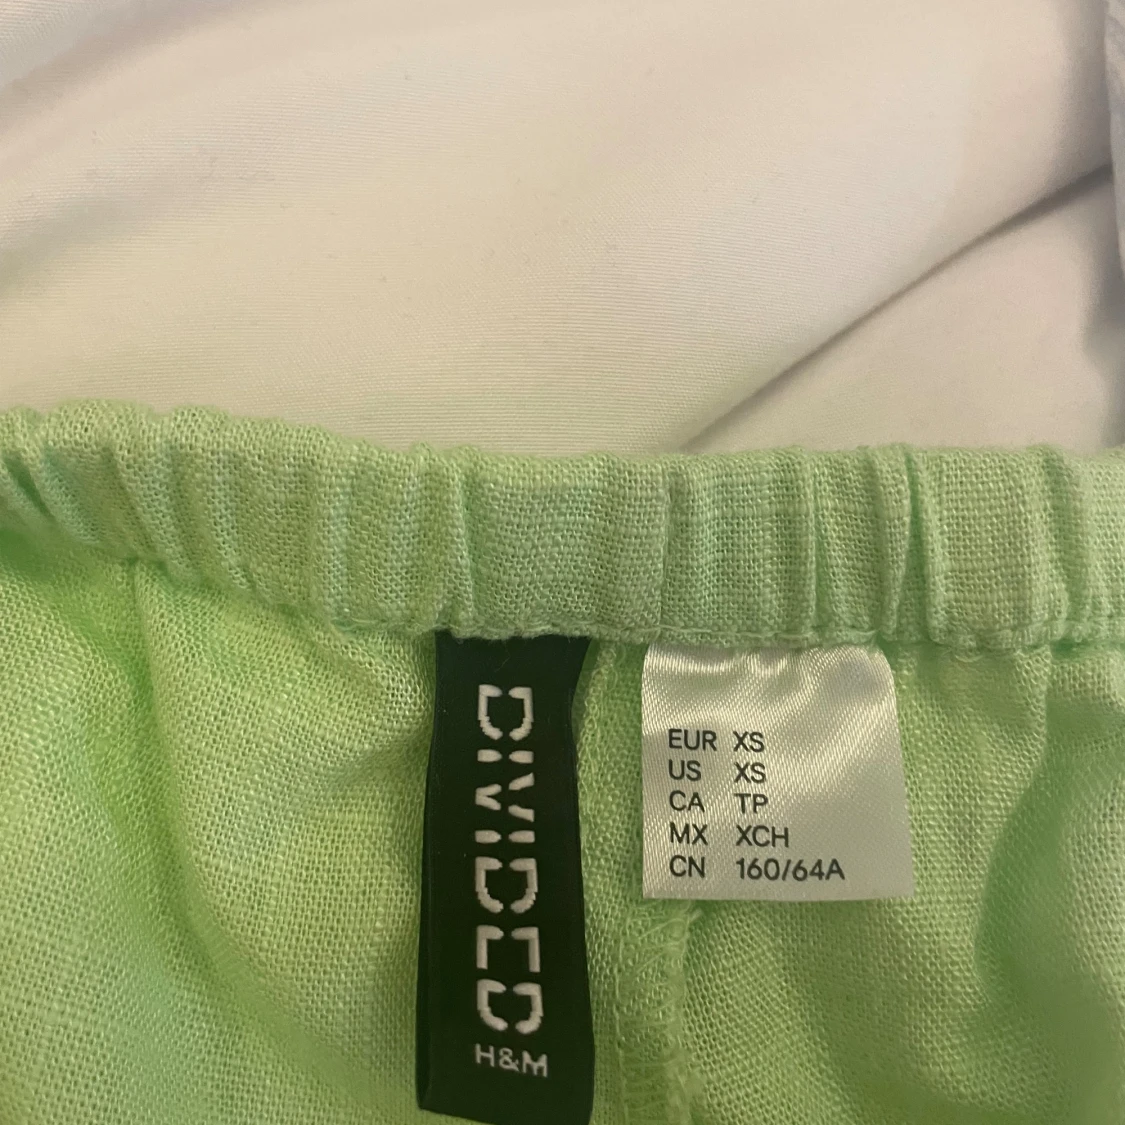 DIVIDED
H&M
EUR XS
US XS
CA TP
MX XCH
CN 160/64A